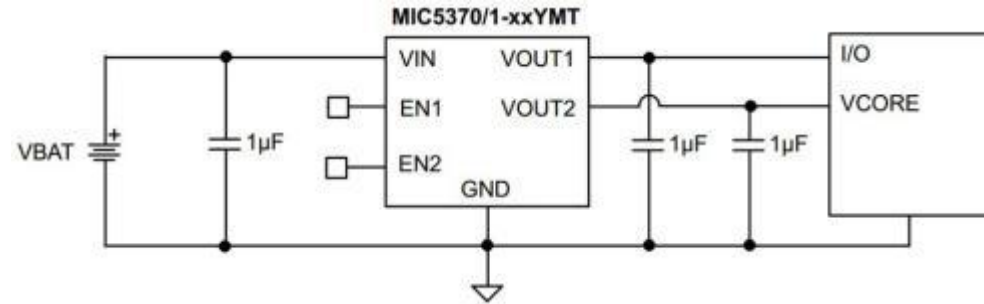 MIC5370/1-xxYMT
VIN VOUT1 I/O
EN1 VOUT2 VCORE
VBAT + 1µF EN2 1µF 1µF
GND